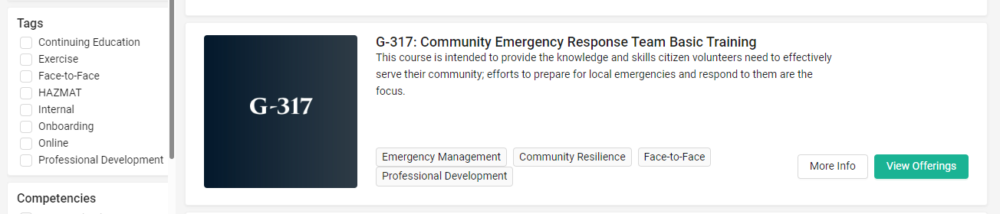 Tags
Continuing Education
Exercise
Face-to-Face
HAZMAT
Internal
Onboarding
Online
Professional Development
Competencies
G-317
G-317: Community Emergency Response Team Basic Training
This course is intended to provide the knowledge and skills citizen volunteers need to effectively
serve their community; efforts to prepare for local emergencies and respond to them are the
focus.
Emergency Management Community Resilience Face-to-Face
Professional Development
More Info View Offerings